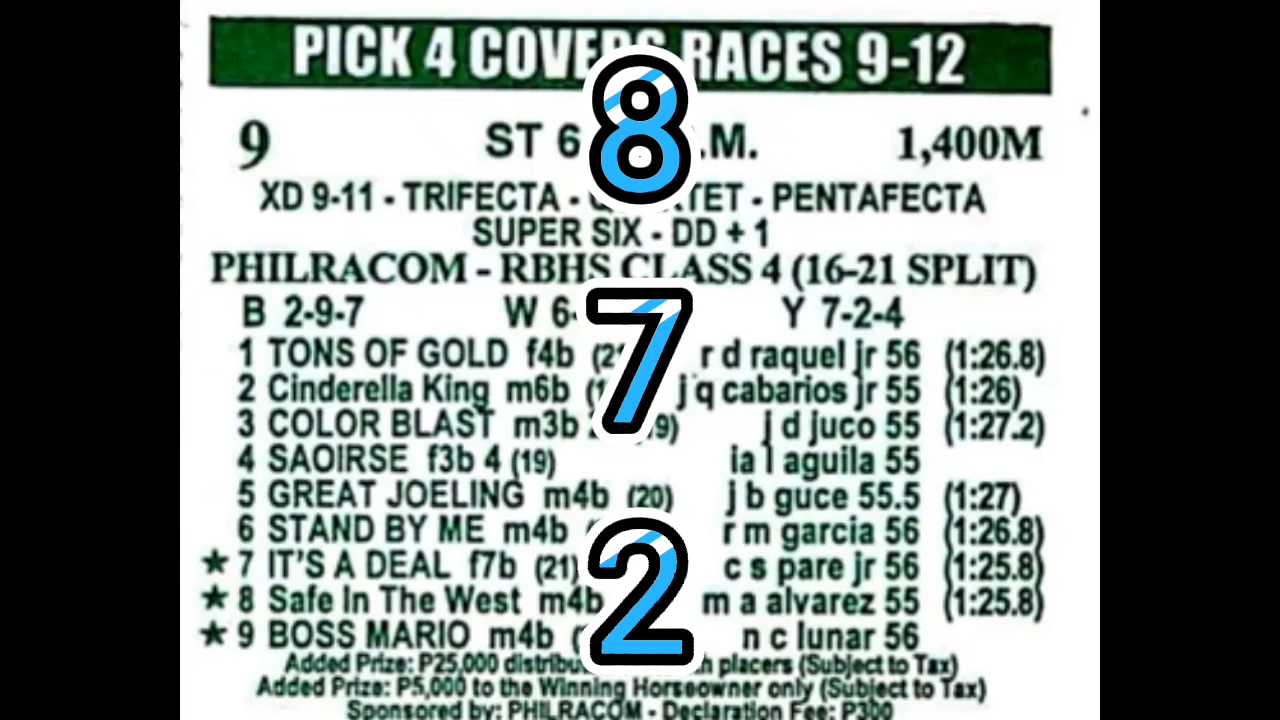 PICK 4 COVERS RACES 9-12
8
9 ST 6 .M. 1,400M
XD 9-11 - TRIFECTA - QUARTET - PENTAFECTA
SUPER SIX - DD + 1
PHILRACOM - RBHS CLASS 4 (16-21 SPLIT)
B 2-9-7 W 6- Y 7-2-4
7
1 TONS OF GOLD f4b r d raquel jr 56 (1:26.8)
2 Cinderella King m6b j q cabarios jr 55 (1:26)
3 COLOR BLAST m3b j d juco 55 (1:27.2)
4 SAOIRSE f3b 4 (19) ia l aguila 55
5 GREAT JOELING m4b (20) j b guce 55.5 (1:27)
6 STAND BY ME m4b r m garcia 56 (1:26.8)
2
★ 7 IT'S A DEAL f7b (21) c s pare jr 56 (1:25.8)
★ 8 Safe In The West m4b m a alvarez 55 (1:25.8)
★ 9 BOSS MARIO m4b n c lunar 56
Added Prize: P25,000 placers (Subject to Tax)
Added Prize: P5,000 to the Winning Horseowner only (Subject to Tax)
Sponsored by: PHILRACOM - Declaration Fee: P300